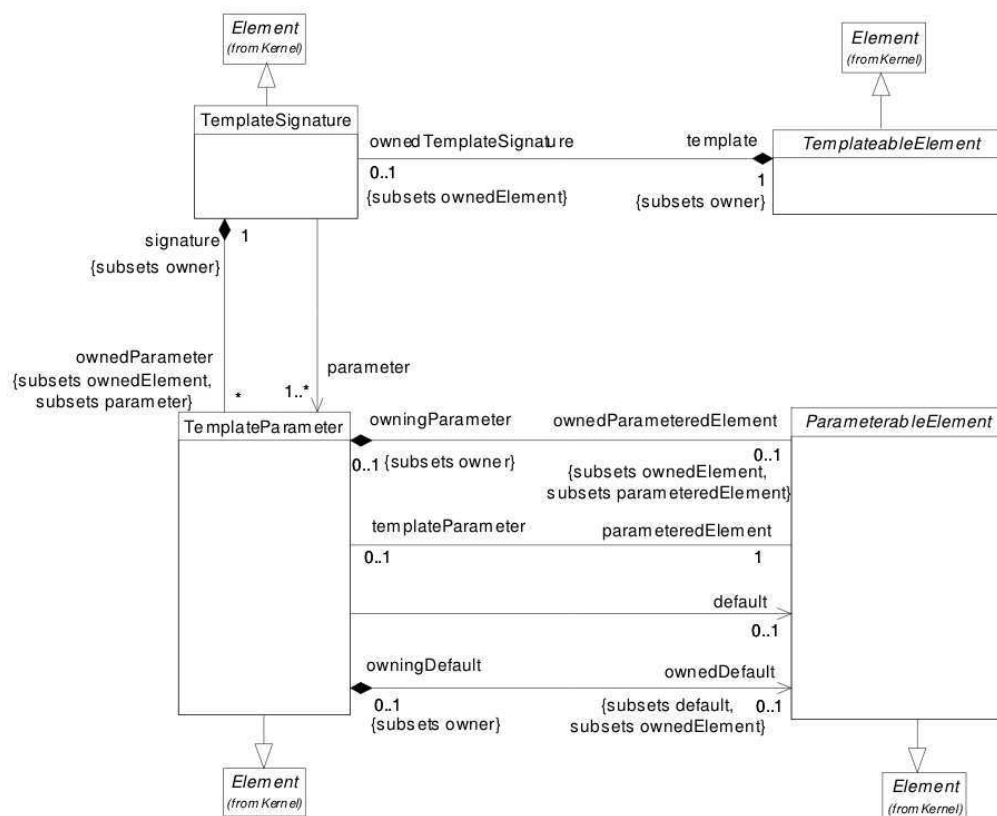 Element
(from Kernel)
Element
(from Kernel)
TemplateSignature
ownedTemplateSignature
template
TemplateableElement
0..1
1
{subsets ownedElement}
{subsets owner}
signature
1
{subsets owner}
ownedParameter
{subsets ownedElement,
subsets parameter}
*
parameter
1..*
TemplateParameter
owningParameter
ownedParameteredElement
ParameterableElement
0..1
{subsets owner}
0..1
{subsets ownedElement,
subsets parameteredElement}
templateParameter
parameteredElement
0..1
1
default
0..1
owningDefault
ownedDefault
0..1
{subsets owner}
{subsets default,
subsets ownedElement}
0..1
Element
(from Kernel)
Element
(from Kernel)